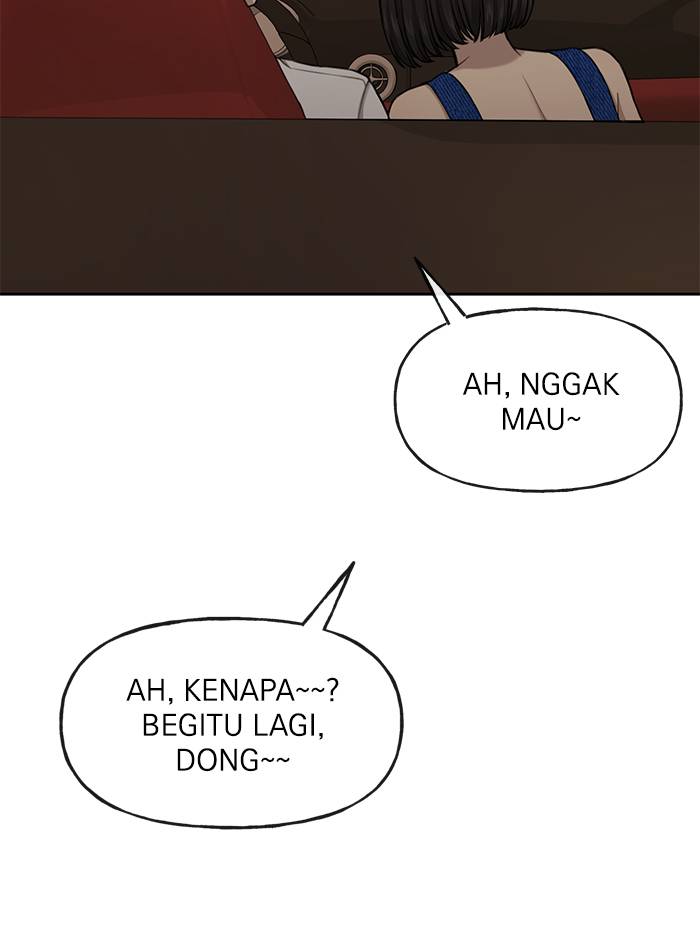 AH, NGGAK
MAU~
AH, KENAPA~~?
BEGITU LAGI,
DONG~~